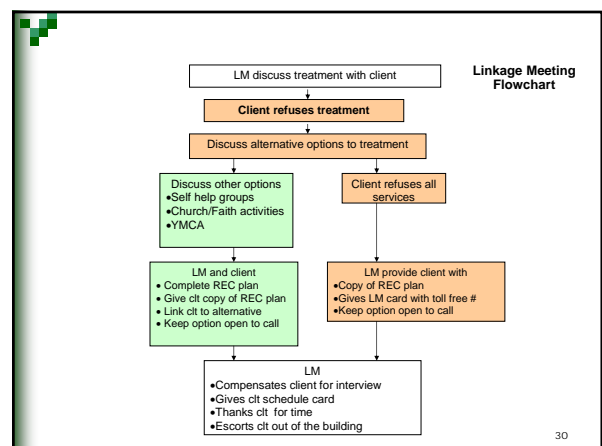 Linkage Meeting
Flowchart
LM discuss treatment with client
Client refuses treatment
Discuss alternative options to treatment
Discuss other options
•Self help groups
•Church/Faith activities
•YMCA
Client refuses all
services
LM and client
• Complete REC plan
• Give clt copy of REC plan
• Link clt to alternative
• Keep option open to call
LM provide client with
•Copy of REC plan
•Gives LM card with toll free #
•Keep option open to call
LM
•Compensates client for interview
•Gives clt schedule card
•Thanks clt for time
•Escorts clt out of the building
30